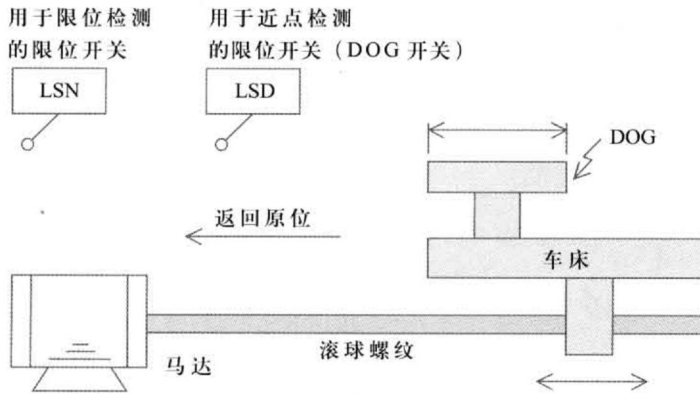 用于限位检测
的限位开关
用于近点检测
的限位开关（DOG 开关）
LSN
LSD
DOG
返回原位
车床
滚球螺纹
马达